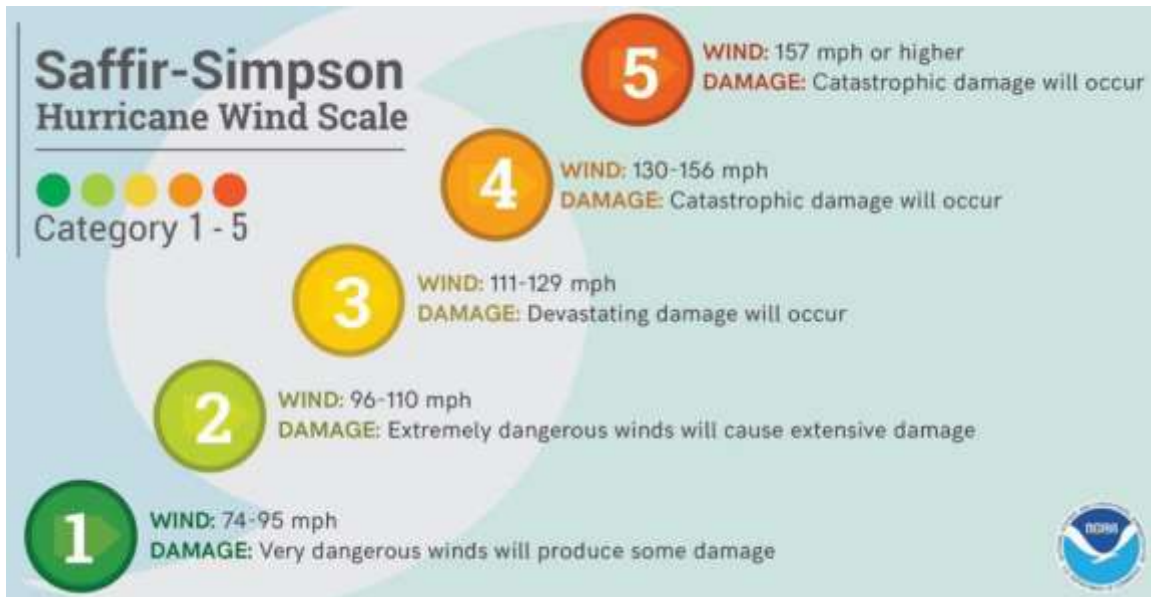 Saffir-Simpson
Hurricane Wind Scale
Category 1 - 5
5
WIND: 157 mph or higher
DAMAGE: Catastrophic damage will occur
4
WIND: 130-156 mph
DAMAGE: Catastrophic damage will occur
3
WIND: 111-129 mph
DAMAGE: Devastating damage will occur
2
WIND: 96-110 mph
DAMAGE: Extremely dangerous winds will cause extensive damage
1
WIND: 74-95 mph
DAMAGE: Very dangerous winds will produce some damage
NOAA